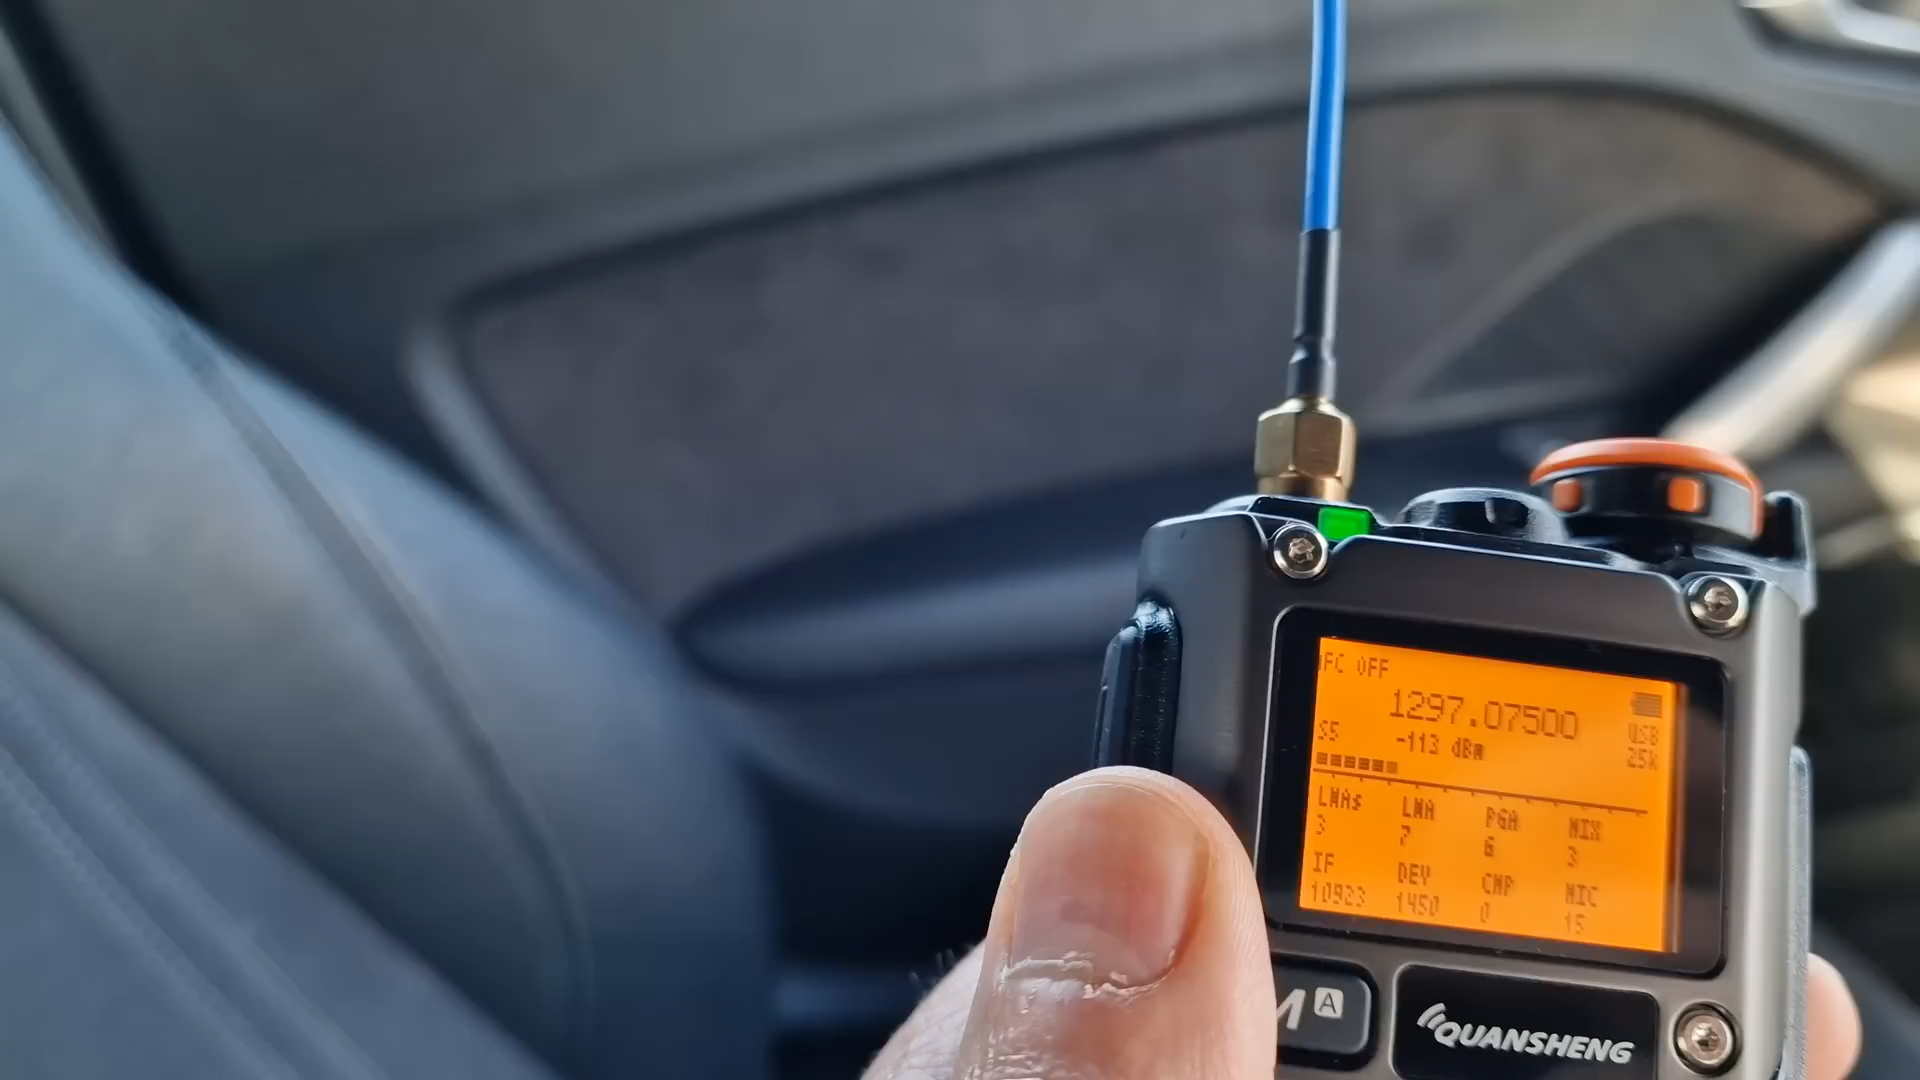 AFC OFF
1297.07500
S5 -113 dBm USB
25k
LNAs LNA PGA MIX
3 7 6 3
IF DEV CMP MIC
10923 1450 0 15
M A
QUANSHENG